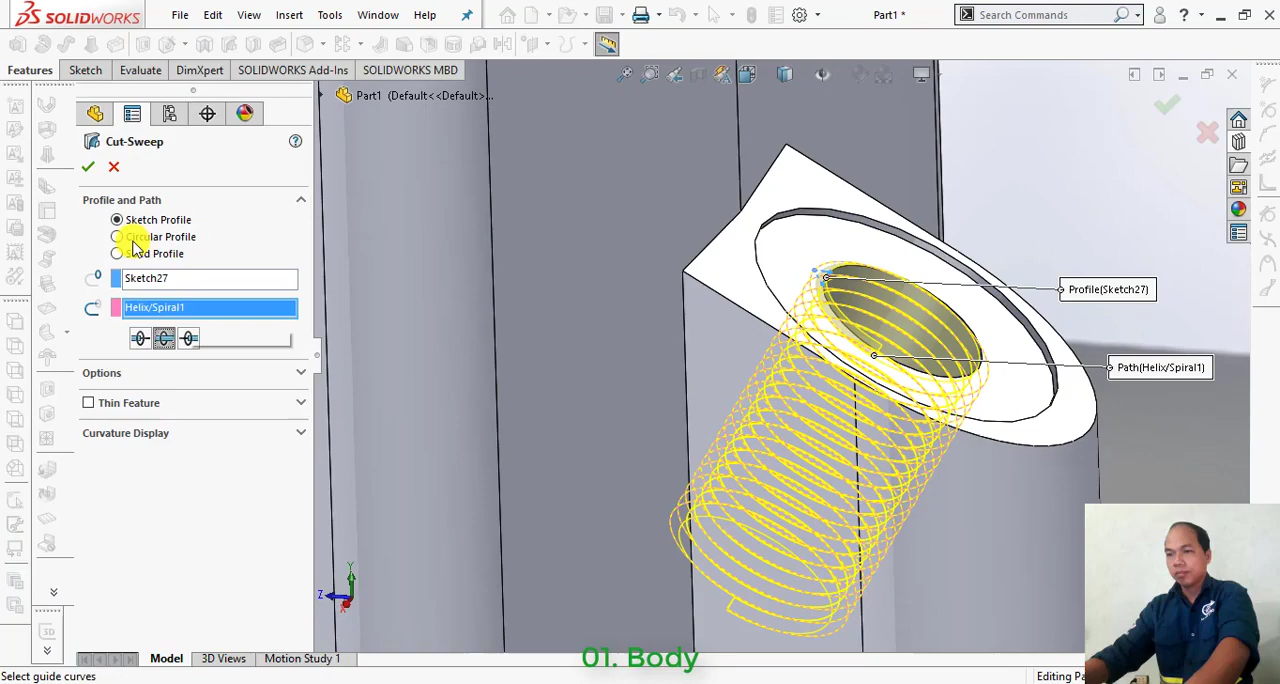 SOLIDWORKS
File Edit View Insert Tools Window Help
Part1 *
Search Commands
Features Sketch Evaluate DimXpert SOLIDWORKS Add-Ins SOLIDWORKS MBD
Part1 (Default<<Default>...
Cut-Sweep
Profile and Path
Sketch Profile
Circular Profile
Solid Profile
Sketch27
Helix/Spiral1
Options
Thin Feature
Curvature Display
Profile(Sketch27)
Path(Helix/Spiral1)
Y
Z
X
3D
01. Body
Model 3D Views Motion Study 1
Select guide curves
Editing Pa